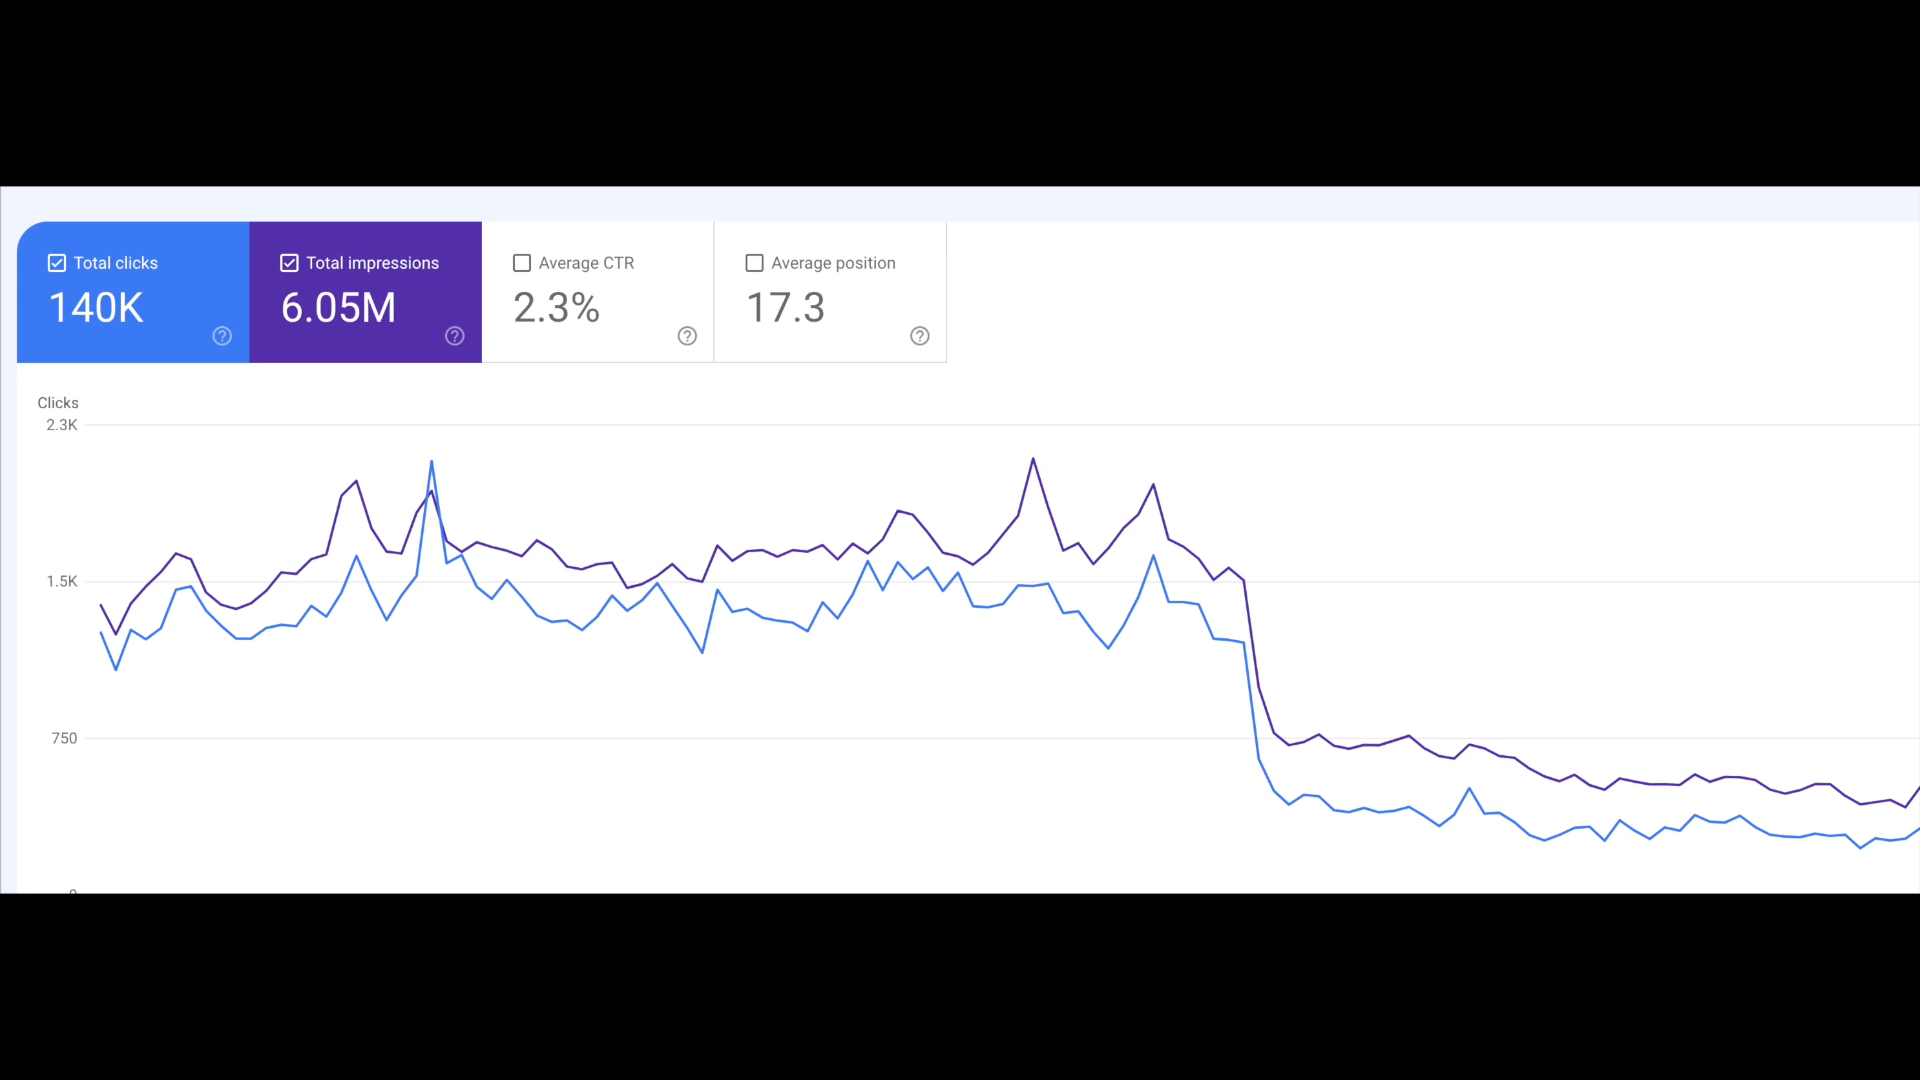 Total clicks
140K
Total impressions
6.05M
Average CTR
2.3%
Average position
17.3
Clicks
2.3K
1.5K
750